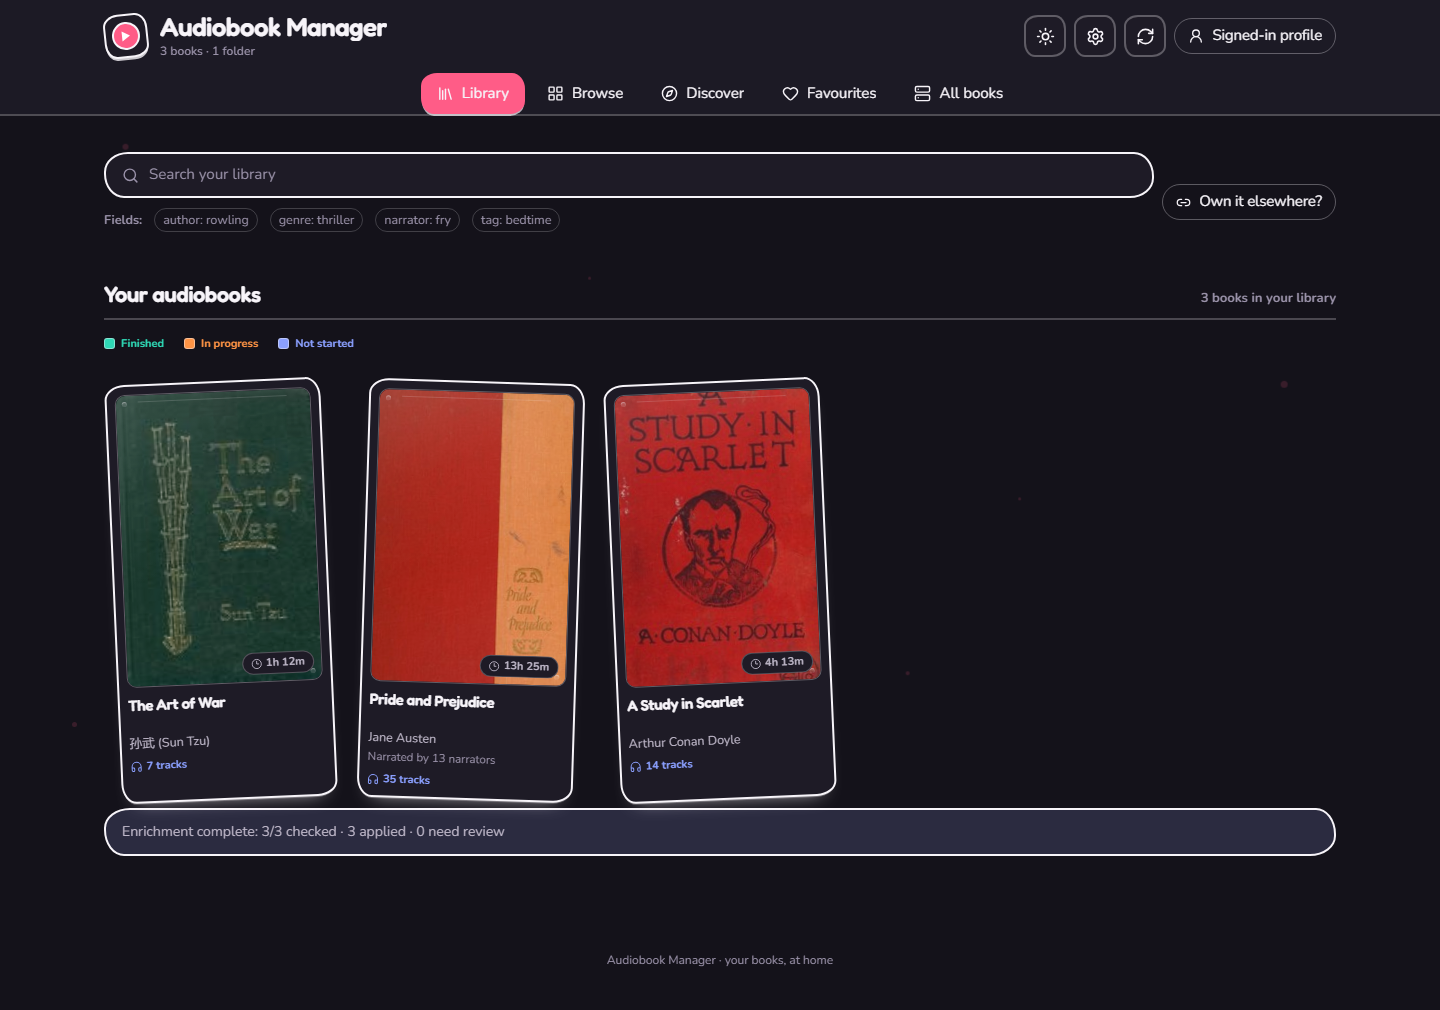 Audiobook Manager
3 books · 1 folder
Signed-in profile
Library
Browse
Discover
Favourites
All books
Search your library
Own it elsewhere?
Fields:
author: rowling
genre: thriller
narrator: fry
tag: bedtime
Your audiobooks
3 books in your library
Finished
In progress
Not started
The
Art of
War
Sun Tzu
1h 12m
The Art of War
孙武 (Sun Tzu)
7 tracks
Pride
and
Prejudice
13h 25m
Pride and Prejudice
Jane Austen
Narrated by 13 narrators
35 tracks
A
STUDY·IN
SCARLET
A·CONAN·DOYLE
4h 13m
A Study in Scarlet
Arthur Conan Doyle
14 tracks
Enrichment complete: 3/3 checked · 3 applied · 0 need review
Audiobook Manager · your books, at home